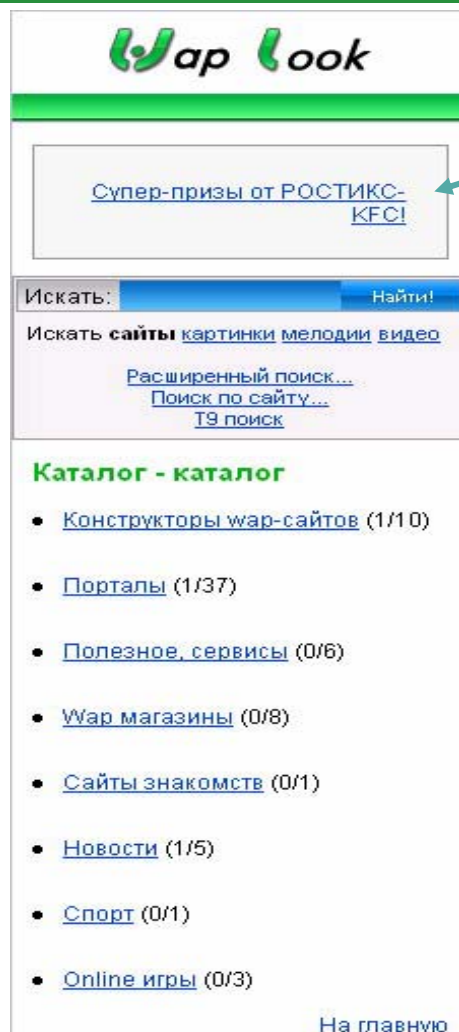 Wap Look
Супер-призы от РОСТИКС-
KFC!
Искать: Найти!
Искать сайты картинки мелодии видео
Расширенный поиск...
Поиск по сайту...
T9 поиск
Каталог - каталог
• Конструкторы wap-сайтов (1/10)
• Порталы (1/37)
• Полезное, сервисы (0/6)
• Wap магазины (0/8)
• Сайты знакомств (0/1)
• Новости (1/5)
• Спорт (0/1)
• Online игры (0/3)
На главную